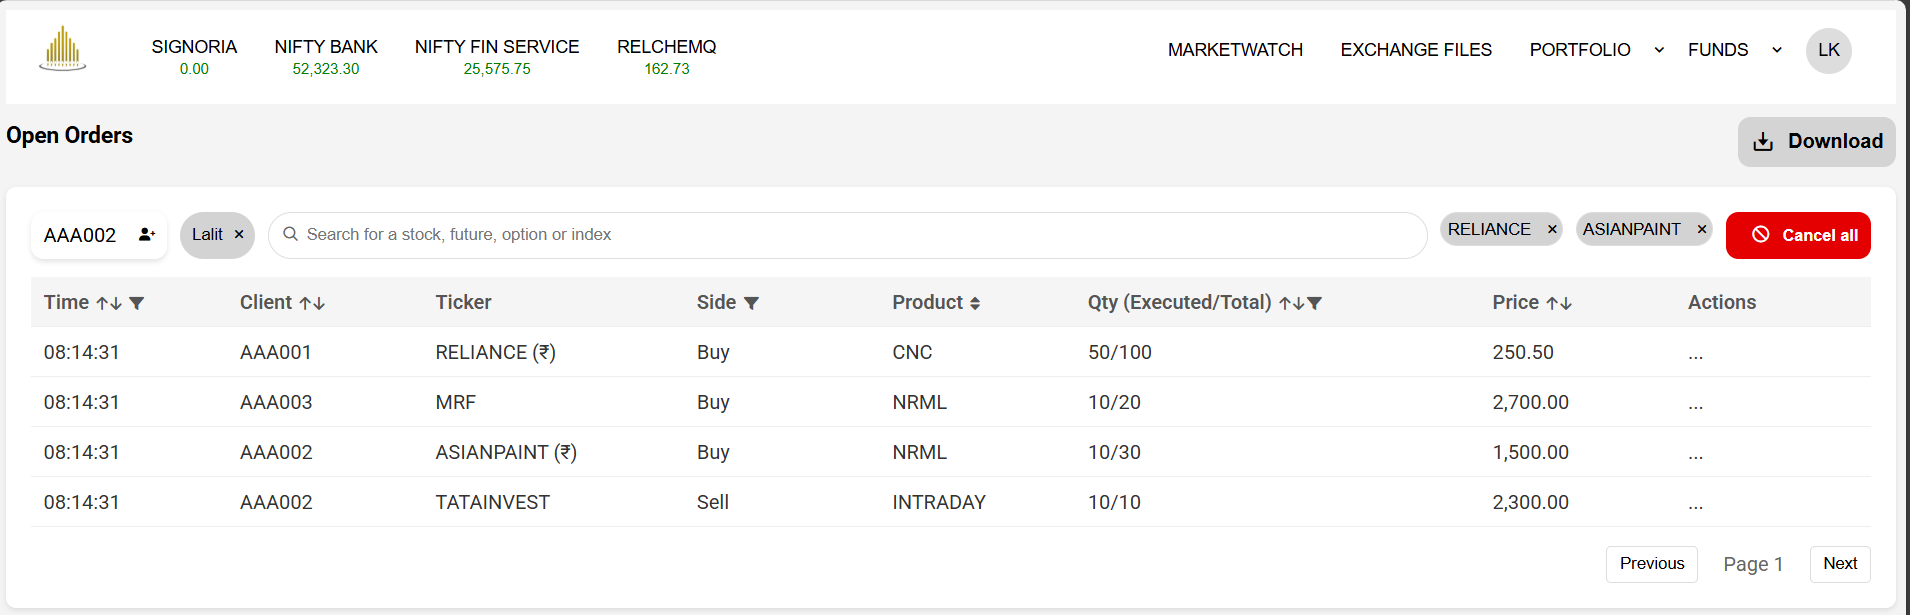 SIGNORIA NIFTY BANK NIFTY FIN SERVICE RELCHEMQ MARKETWATCH EXCHANGE FILES PORTFOLIO FUNDS LK
0.00 52,323.30 25,575.75 162.73
Open Orders
Download
AAA002 Lalit × Search for a stock, future, option or index RELIANCE × ASIANPAINT × Cancel all
Time Client Ticker Side Product Qty (Executed/Total) Price Actions
08:14:31 AAA001 RELIANCE (₹) Buy CNC 50/100 250.50 ...
08:14:31 AAA003 MRF Buy NRML 10/20 2,700.00 ...
08:14:31 AAA002 ASIANPAINT (₹) Buy NRML 10/30 1,500.00 ...
08:14:31 AAA002 TATAINVEST Sell INTRADAY 10/10 2,300.00 ...
Previous Page 1 Next